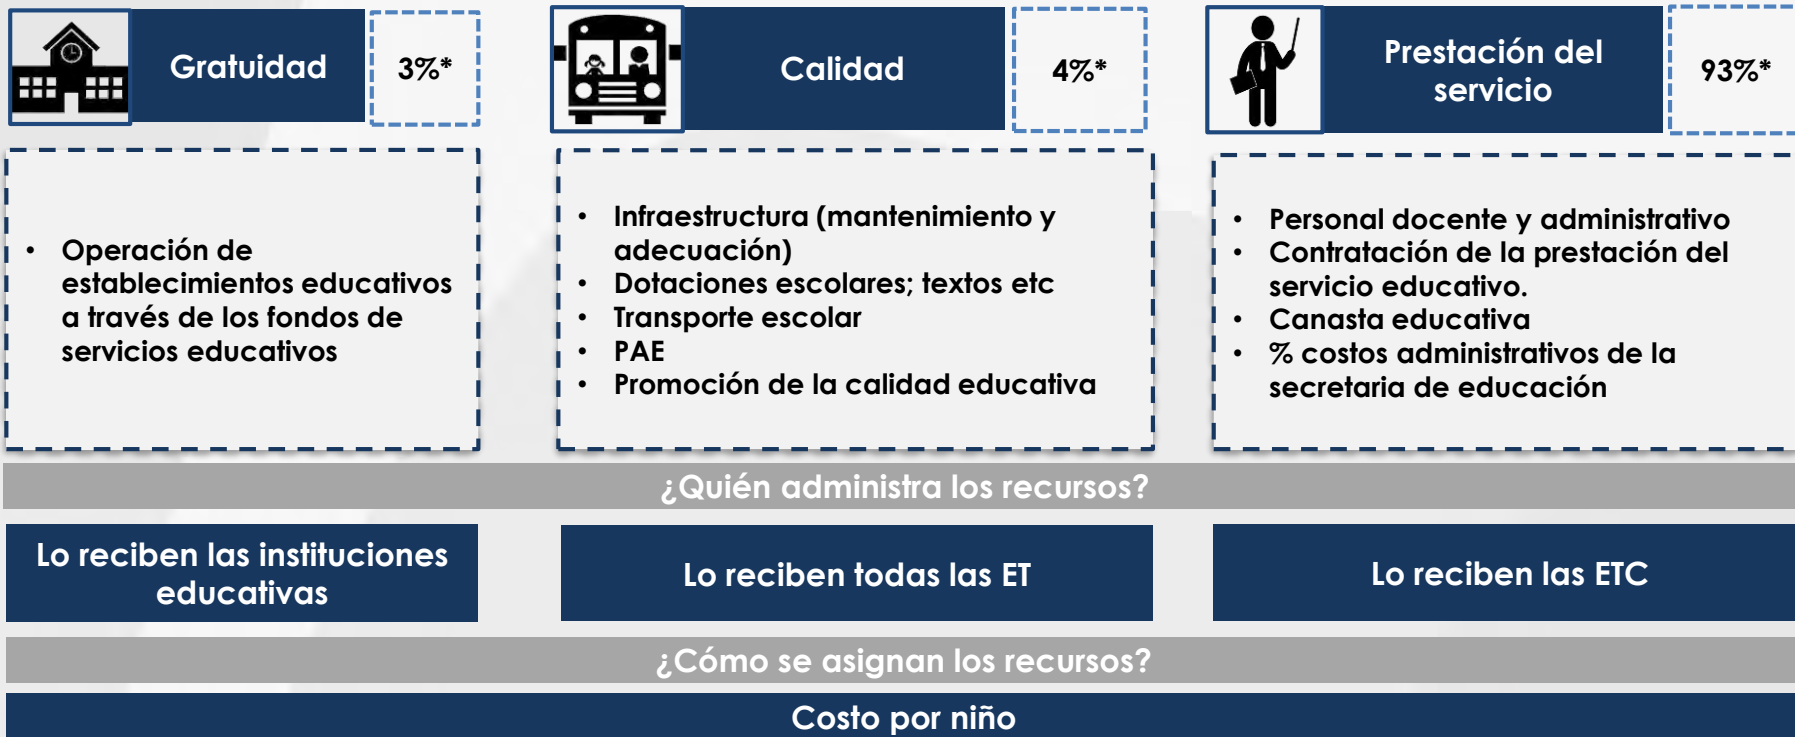 Gratuidad
3%*
Calidad
4%*
Prestación del
servicio
93%*
• Operación de
establecimientos educativos
a través de los fondos de
servicios educativos
• Infraestructura (mantenimiento y
adecuación)
• Dotaciones escolares; textos etc
• Transporte escolar
• PAE
• Promoción de la calidad educativa
• Personal docente y administrativo
• Contratación de la prestación del
servicio educativo.
• Canasta educativa
• % costos administrativos de la
secretaria de educación
¿Quién administra los recursos?
Lo reciben las instituciones
educativas
Lo reciben todas las ET
Lo reciben las ETC
¿Cómo se asignan los recursos?
Costo por niño